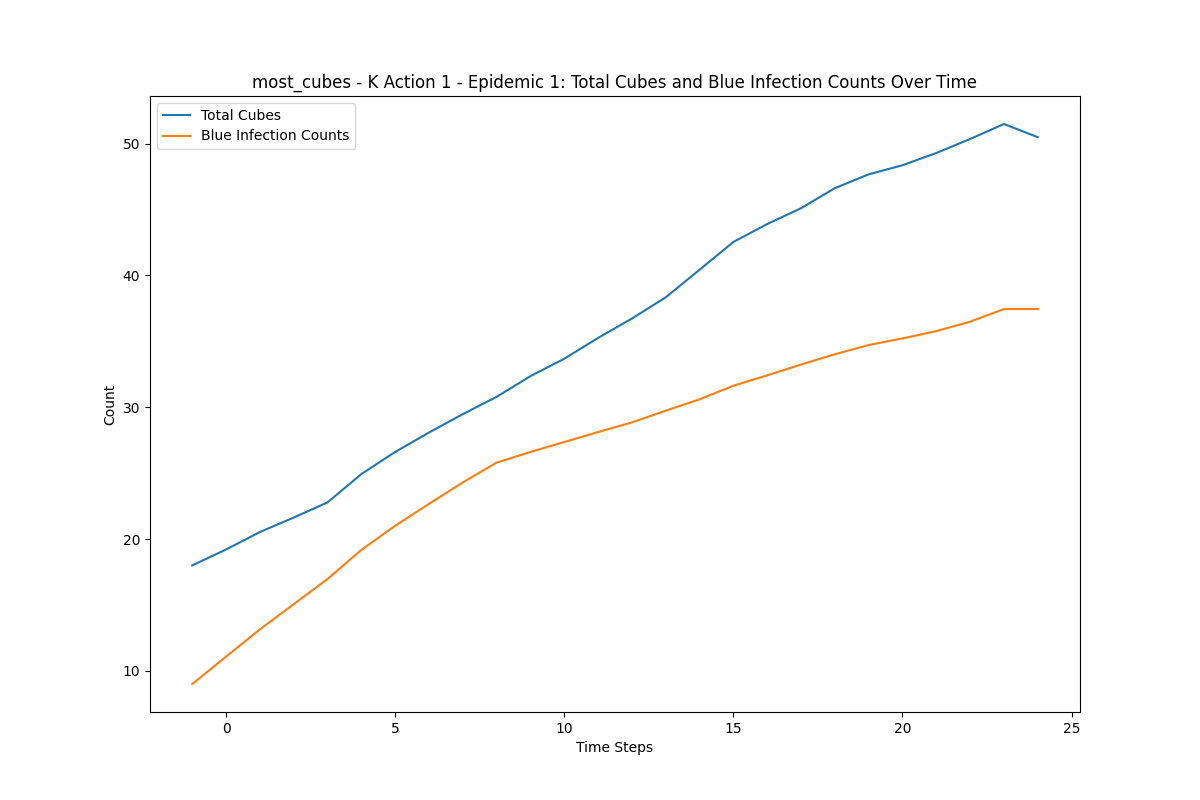 most_cubes - K Action 1 - Epidemic 1: Total Cubes and Blue Infection Counts Over Time
Total Cubes
Blue Infection Counts
50
40
30
20
10
Count
0 5 10 15 20 25
Time Steps